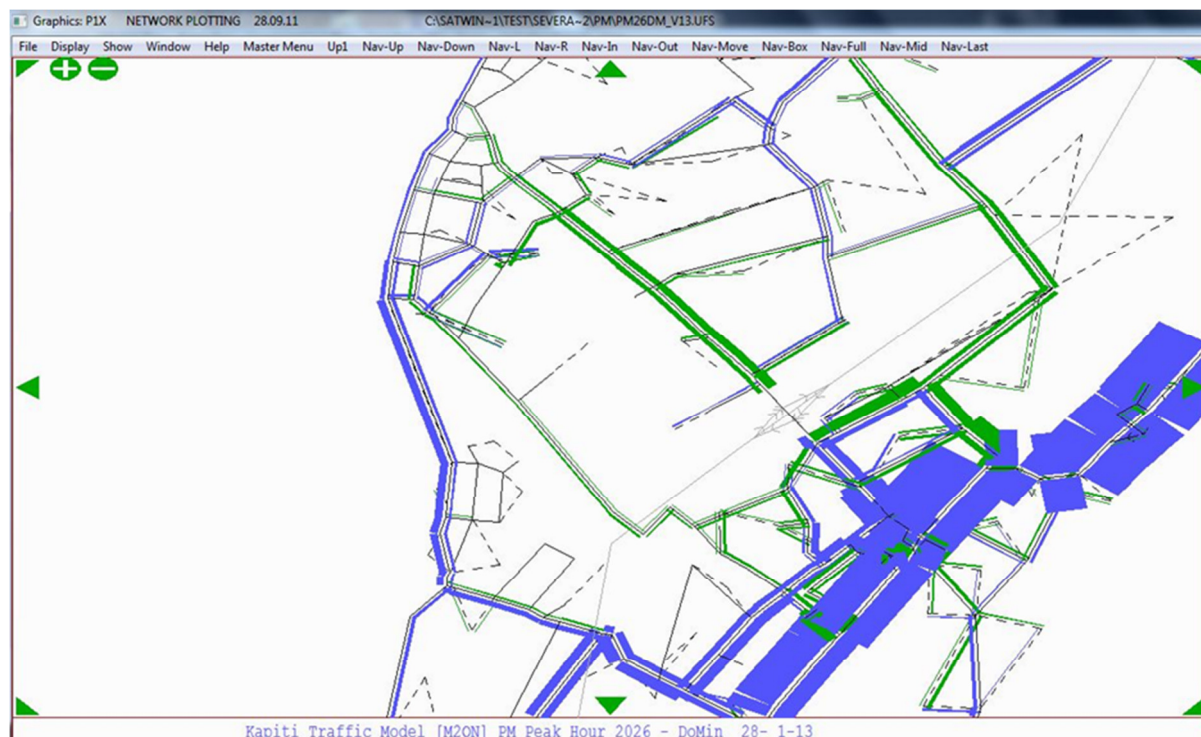 Graphics: P1X NETWORK PLOTTING 28.09.11 C:\SATWIN~1\TEST\SEVERA~2\PM\PM26DM_V13.UFS
File Display Show Window Help Master Menu Up1 Nav-Up Nav-Down Nav-L Nav-R Nav-In Nav-Out Nav-Move Nav-Box Nav-Full Nav-Mid Nav-Last
Kapiti Traffic Model [M2ON] PM Peak Hour 2026 - DoMin 28- 1-13